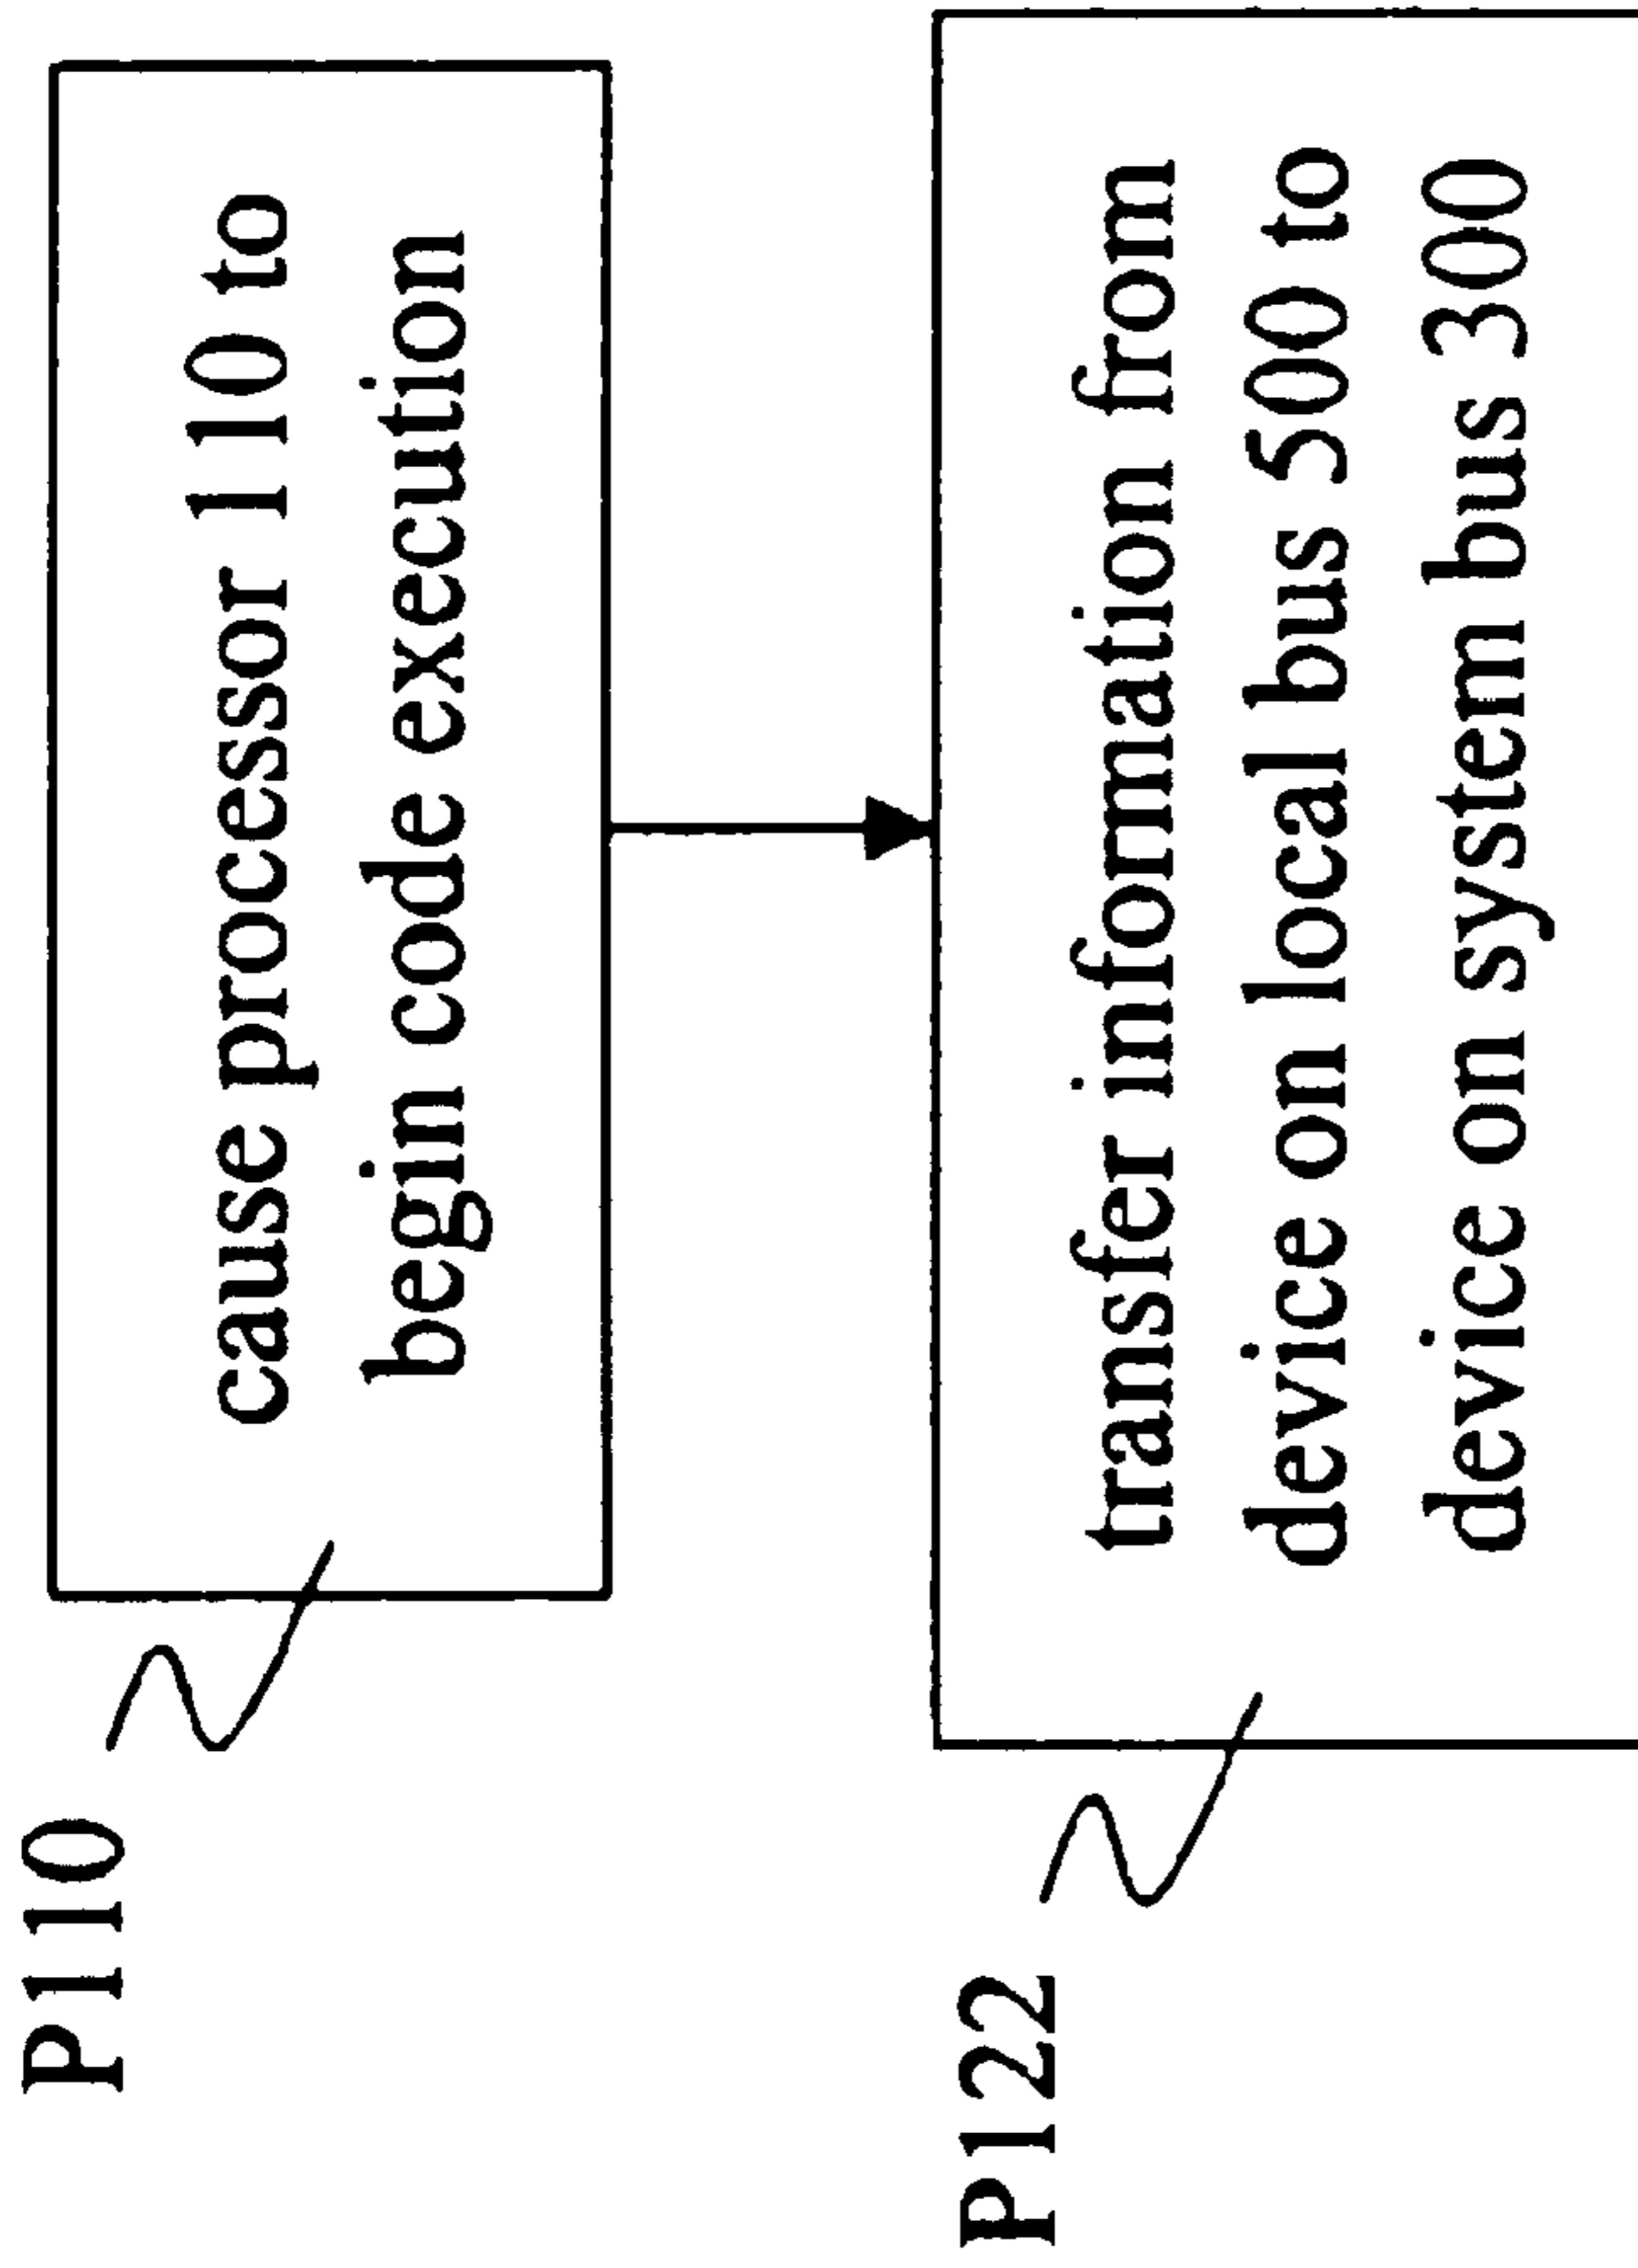 P110
cause processor 110 to
begin code execution
P122
transfer information from
device on local bus 500 to
device on system bus 300